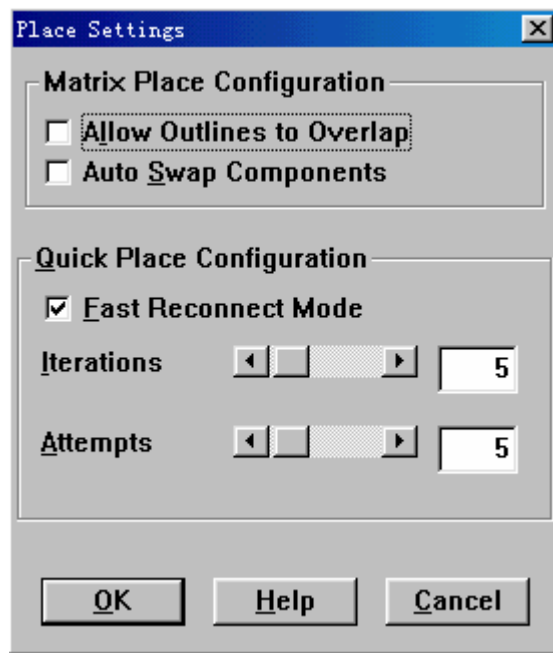 Place Settings
Matrix Place Configuration
Allow Outlines to Overlap
Auto Swap Components
Quick Place Configuration
Fast Reconnect Mode
Iterations 5
Attempts 5
OK Help Cancel